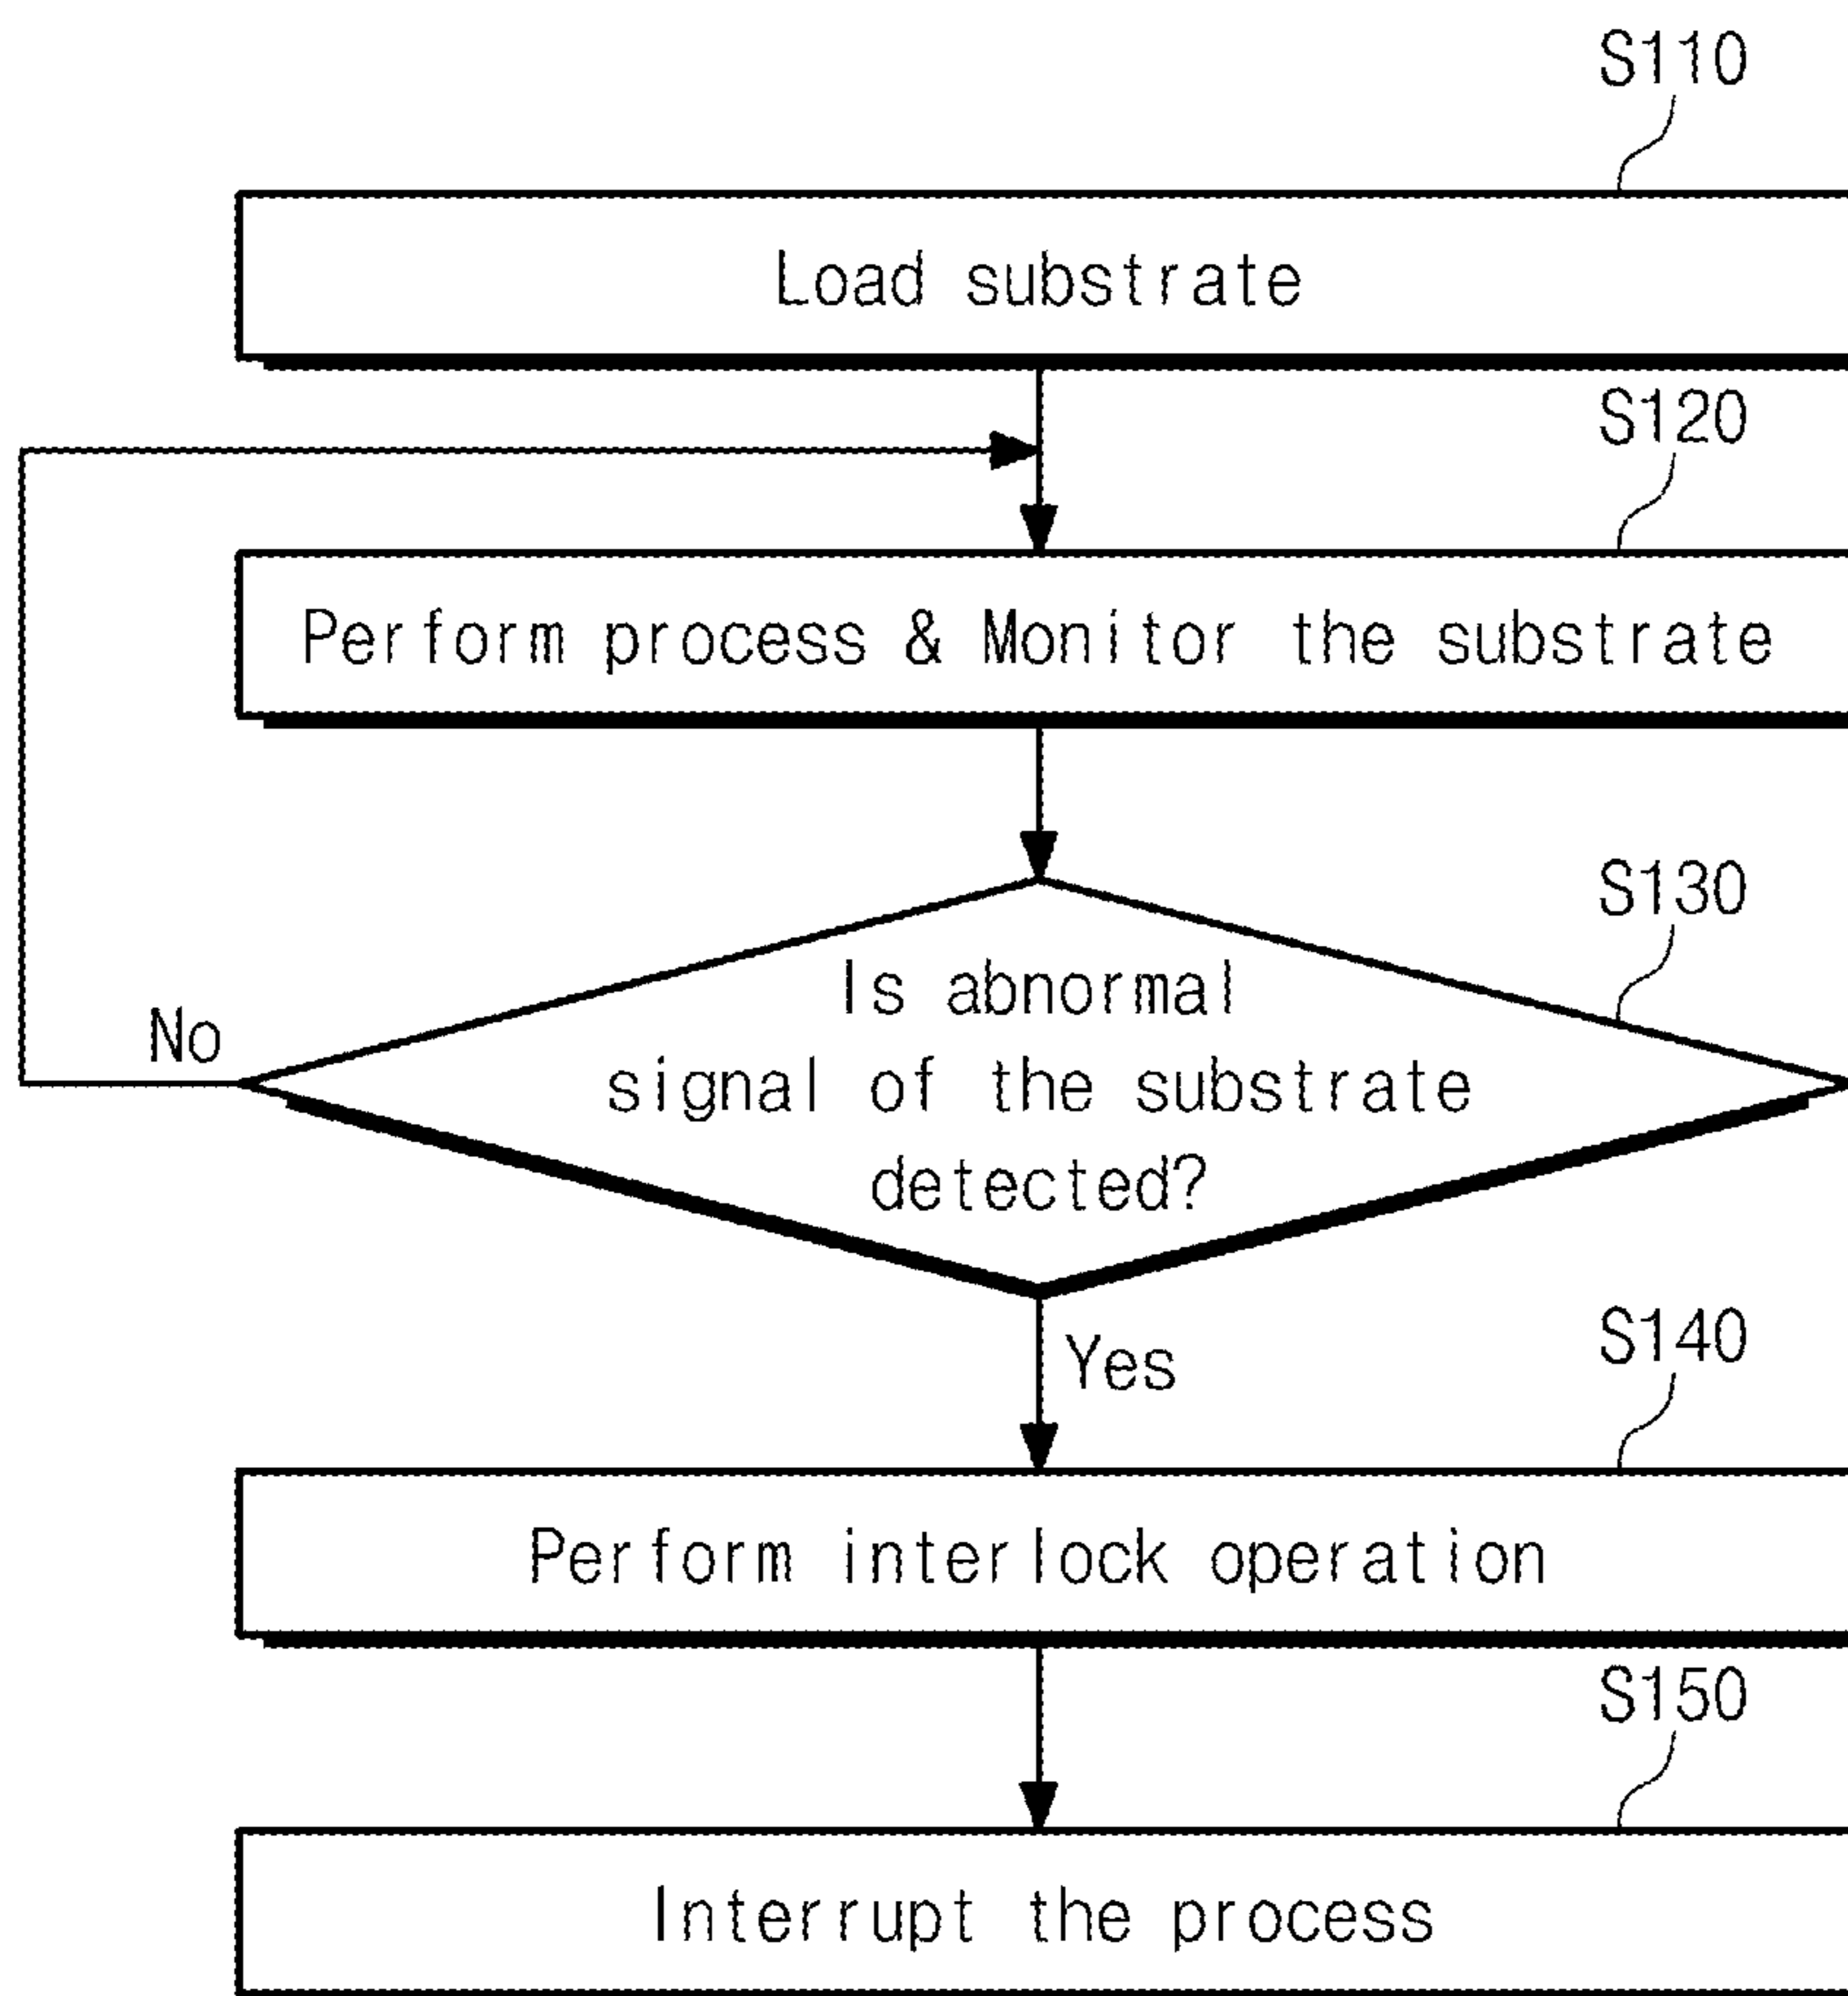 S110
Load substrate
S120
Perform process & Monitor the substrate
S130
Is abnormal
signal of the substrate
detected?
No
Yes
S140
Perform interlock operation
S150
Interrupt the process